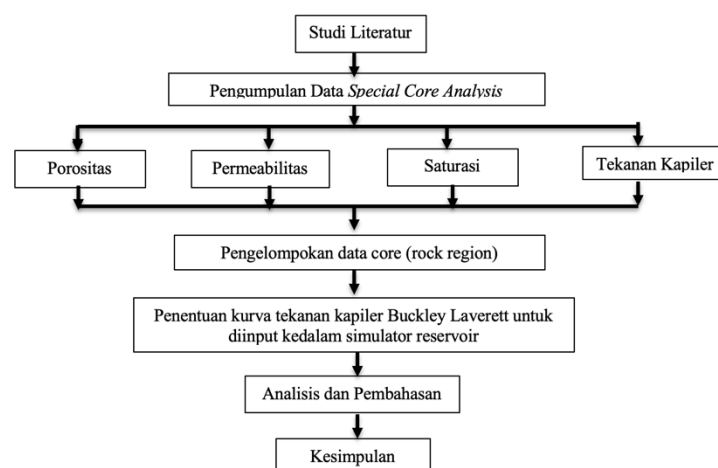 Studi Literatur
Pengumpulan Data Special Core Analysis
Porositas
Permeabilitas
Saturasi
Tekanan Kapiler
Pengelompokan data core (rock region)
Penentuan kurva tekanan kapiler Buckley Laverett untuk
diinput kedalam simulator reservoir
Analisis dan Pembahasan
Kesimpulan